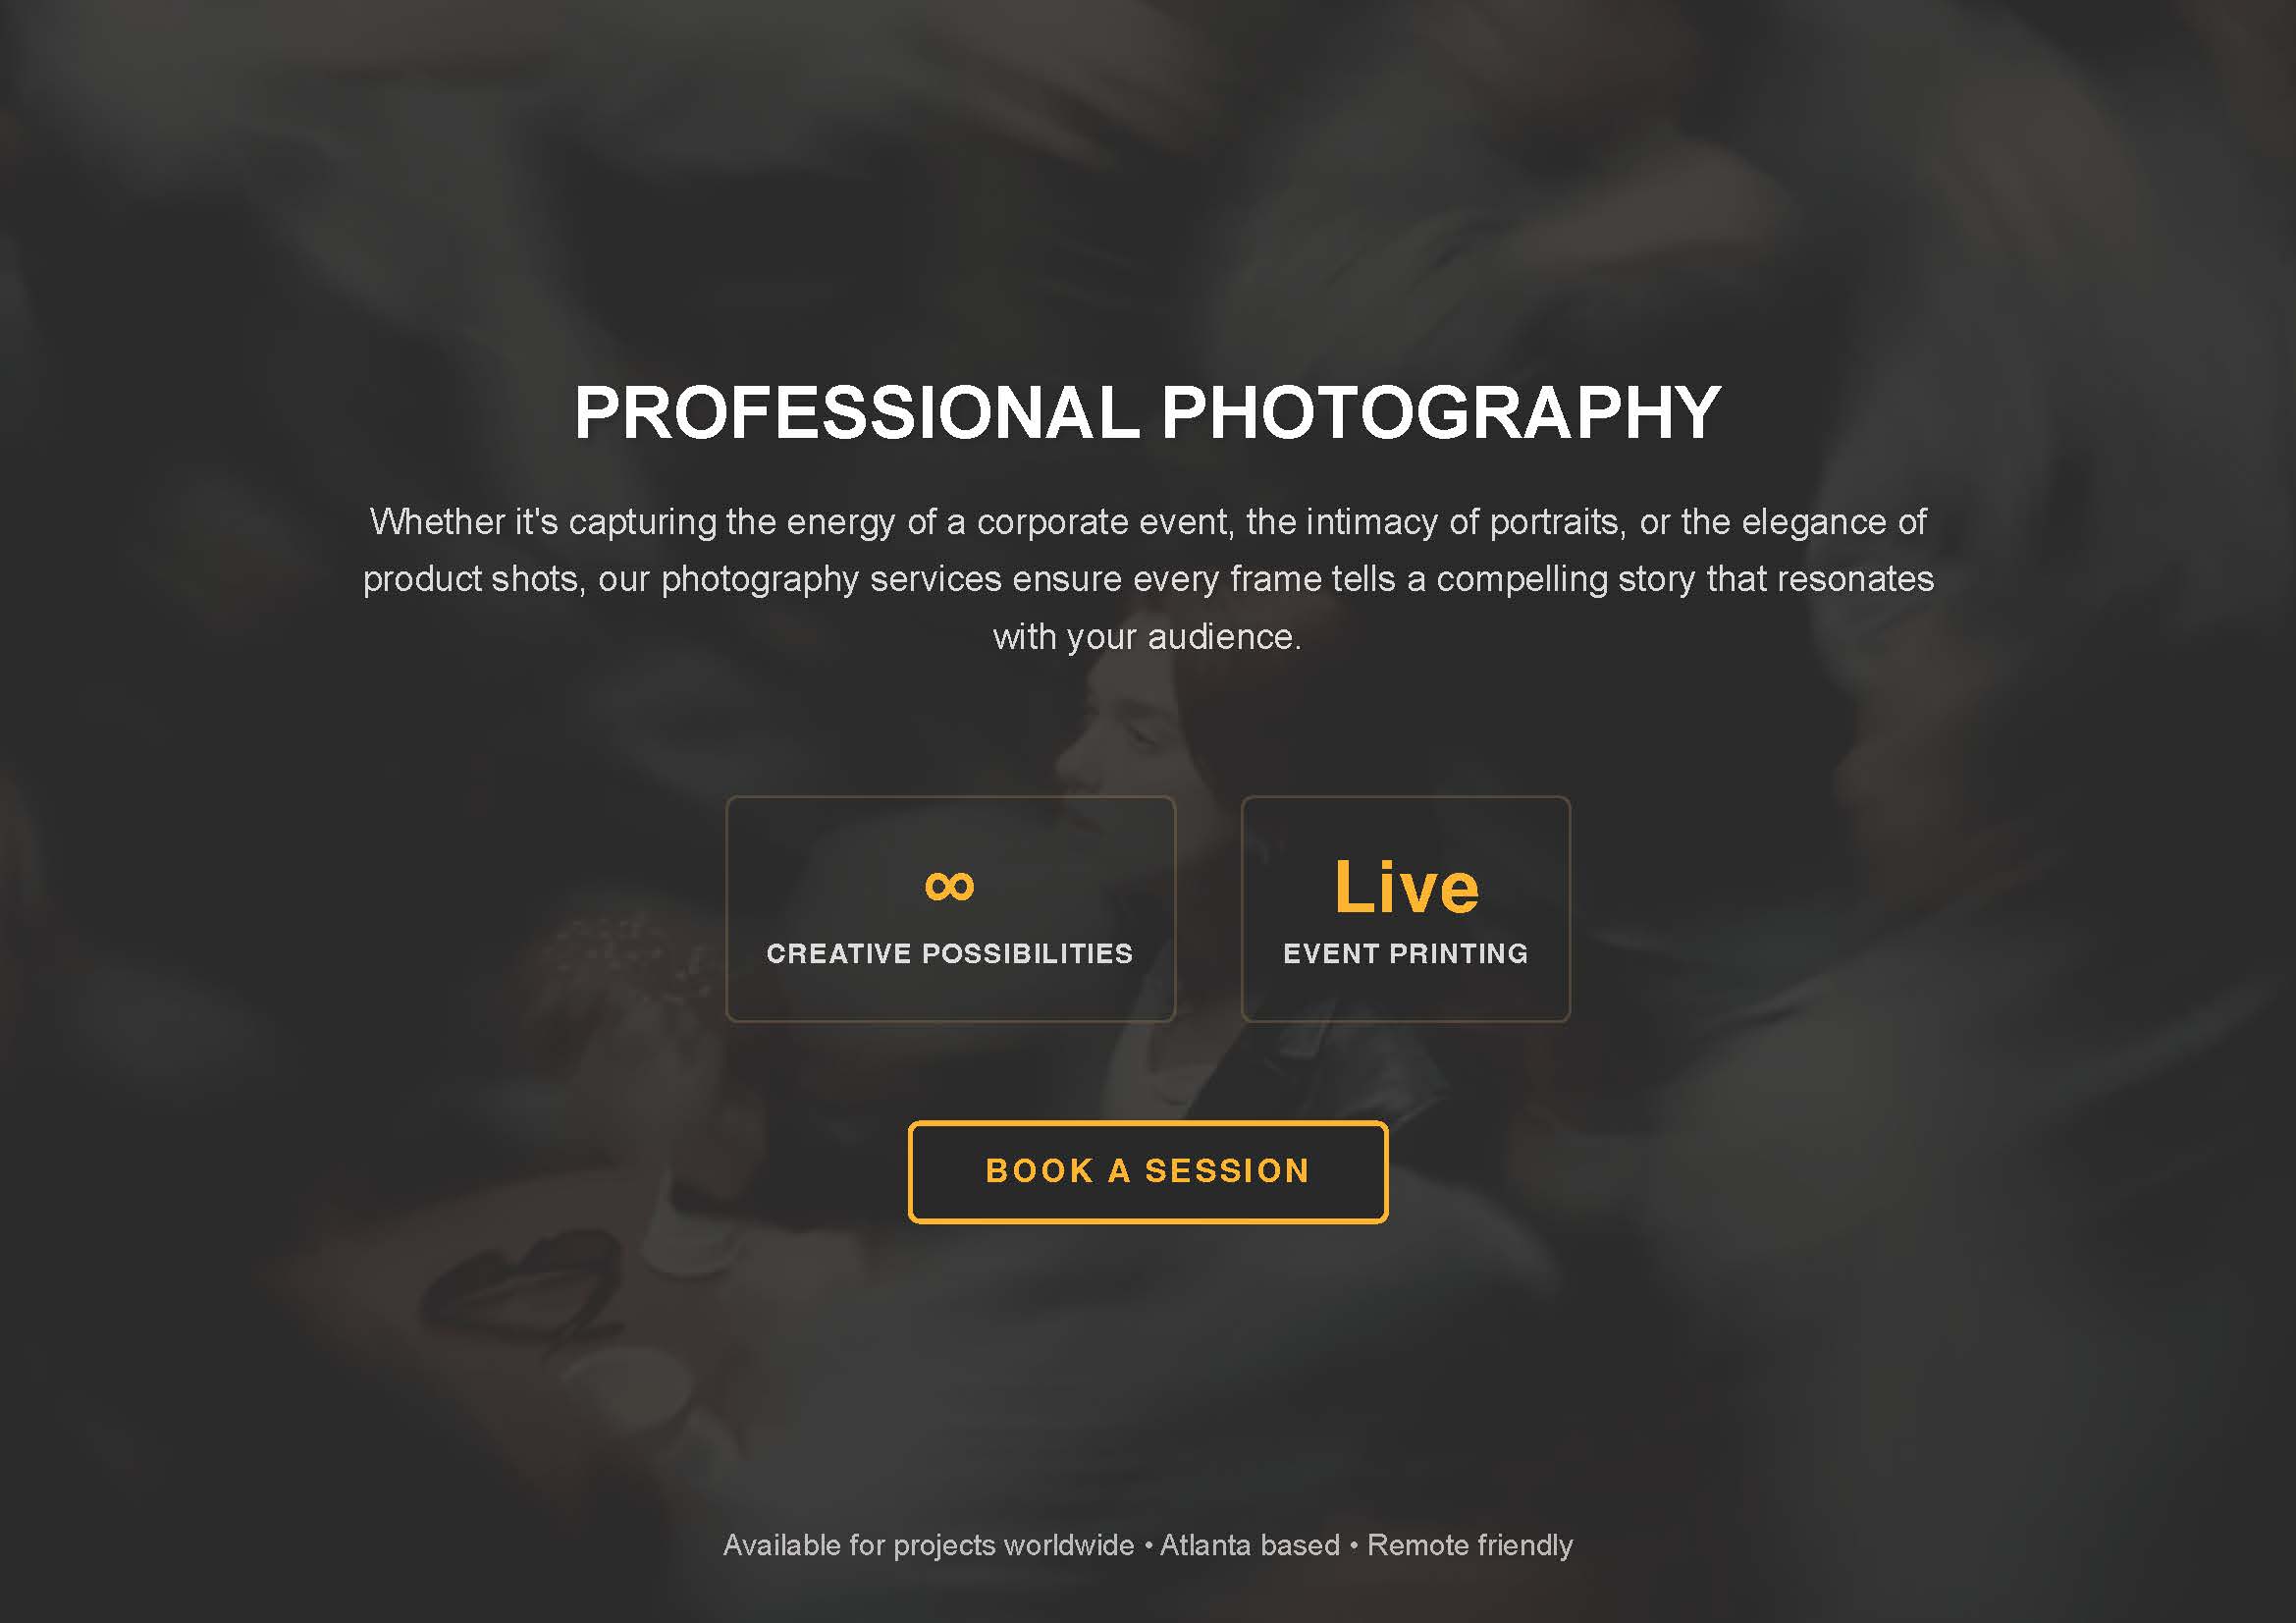 PROFESSIONAL PHOTOGRAPHY
Whether it's capturing the energy of a corporate event, the intimacy of portraits, or the elegance of
product shots, our photography services ensure every frame tells a compelling story that resonates
with your audience.
∞
CREATIVE POSSIBILITIES
Live
EVENT PRINTING
BOOK A SESSION
Available for projects worldwide • Atlanta based • Remote friendly